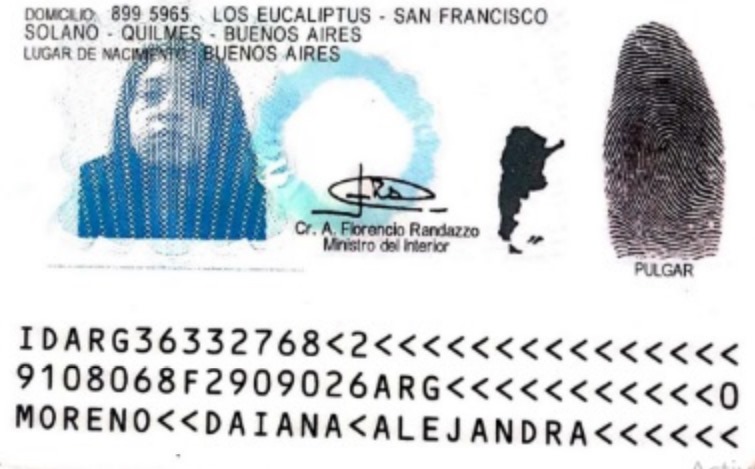 DOMICILIO: 899 5965 LOS EUCALIPTUS - SAN FRANCISCO
SOLANO - QUILMES - BUENOS AIRES
LUGAR DE NACIMIENTO: BUENOS AIRES
Cr. A. Florencio Randazzo
Ministro del Interior
PULGAR
IDARG36332768<2<<<<<<<<<<<<<<<
9108068F2909026ARG<<<<<<<<<<<0
MORENO<<DAIANA<ALEJANDRA<<<<<<